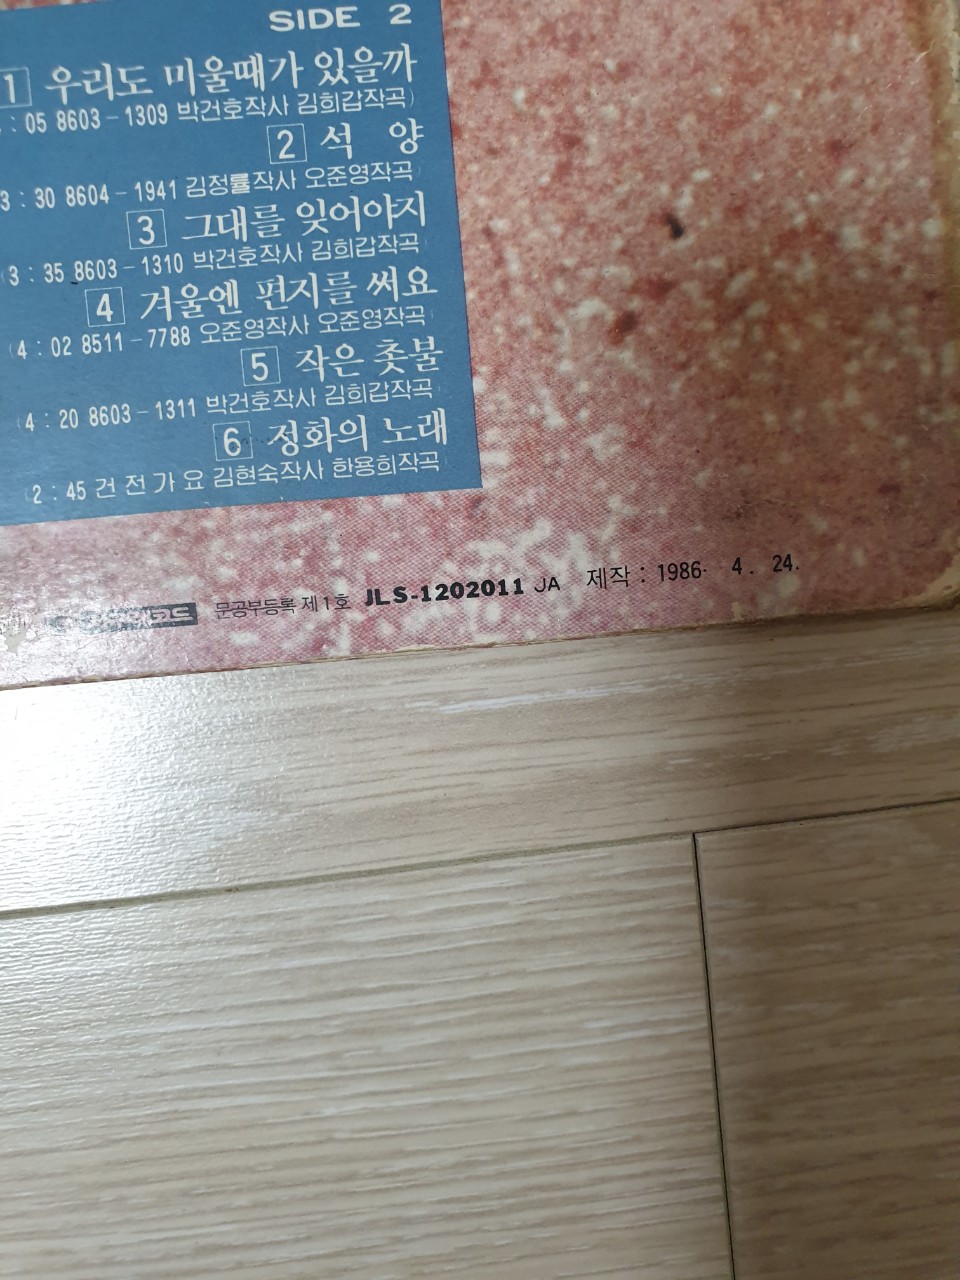 SIDE 2
1 우리도 미울때가 있을까
: 05 8603-1309 박건호작사 김희갑작곡)
2 석 양
3 : 30 8604-1941 김정률작사 오준영작곡)
3 그대를 잊어야지
(3 : 35 8603-1310 박건호작사 김희갑작곡)
4 겨울엔 편지를 써요
(4 : 02 8511-7788 오준영작사 오준영작곡)
5 작은 촛불
(4 : 20 8603-1311 박건호작사 김희갑작곡)
6 정화의 노래
(2 : 45 건전가요 김현숙작사 한용희작곡)
문공부등록 제1호 JLS-1202011 JA 제작 : 1986. 4. 24.